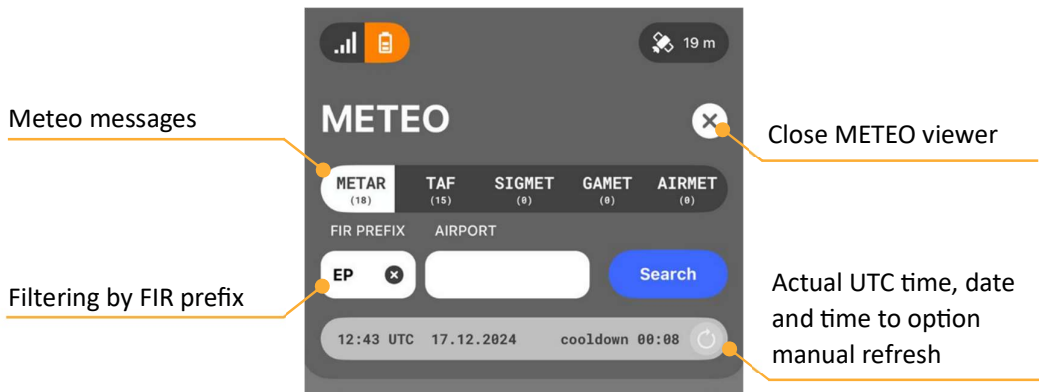 19 m
METEO
Meteo messages
Close METEO viewer
METAR TAF SIGMET GAMET AIRMET
(18) (15) (0) (0) (0)
FIR PREFIX AIRPORT
EP Search
Filtering by FIR prefix
Actual UTC time, date
and time to option
manual refresh
12:43 UTC 17.12.2024 cooldown 00:08